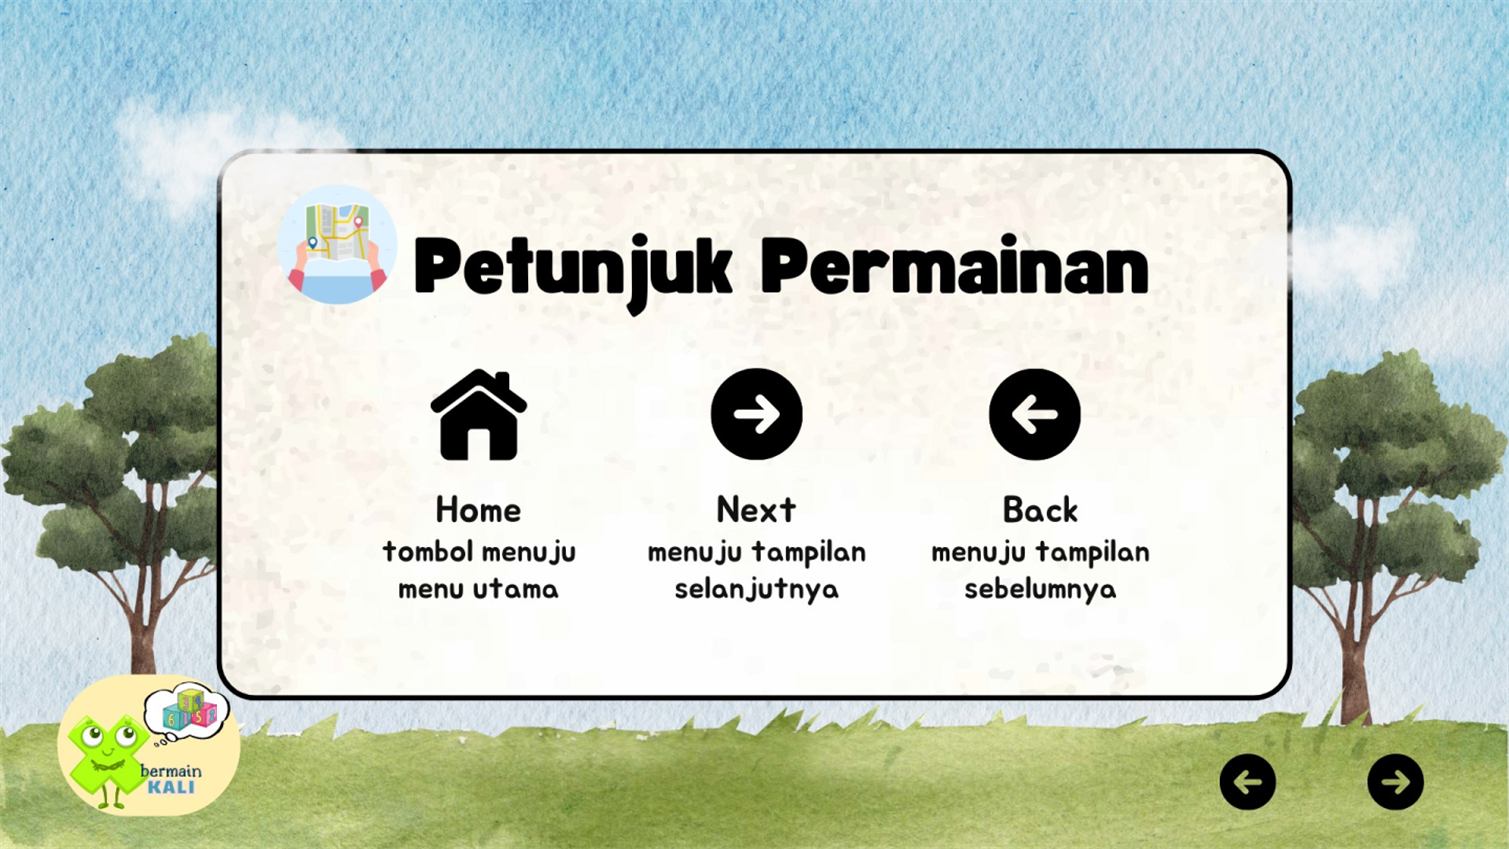 Petunjuk Permainan
Home
tombol menuju
menu utama
Next
menuju tampilan
selanjutnya
Back
menuju tampilan
sebelumnya
bermain
KALI